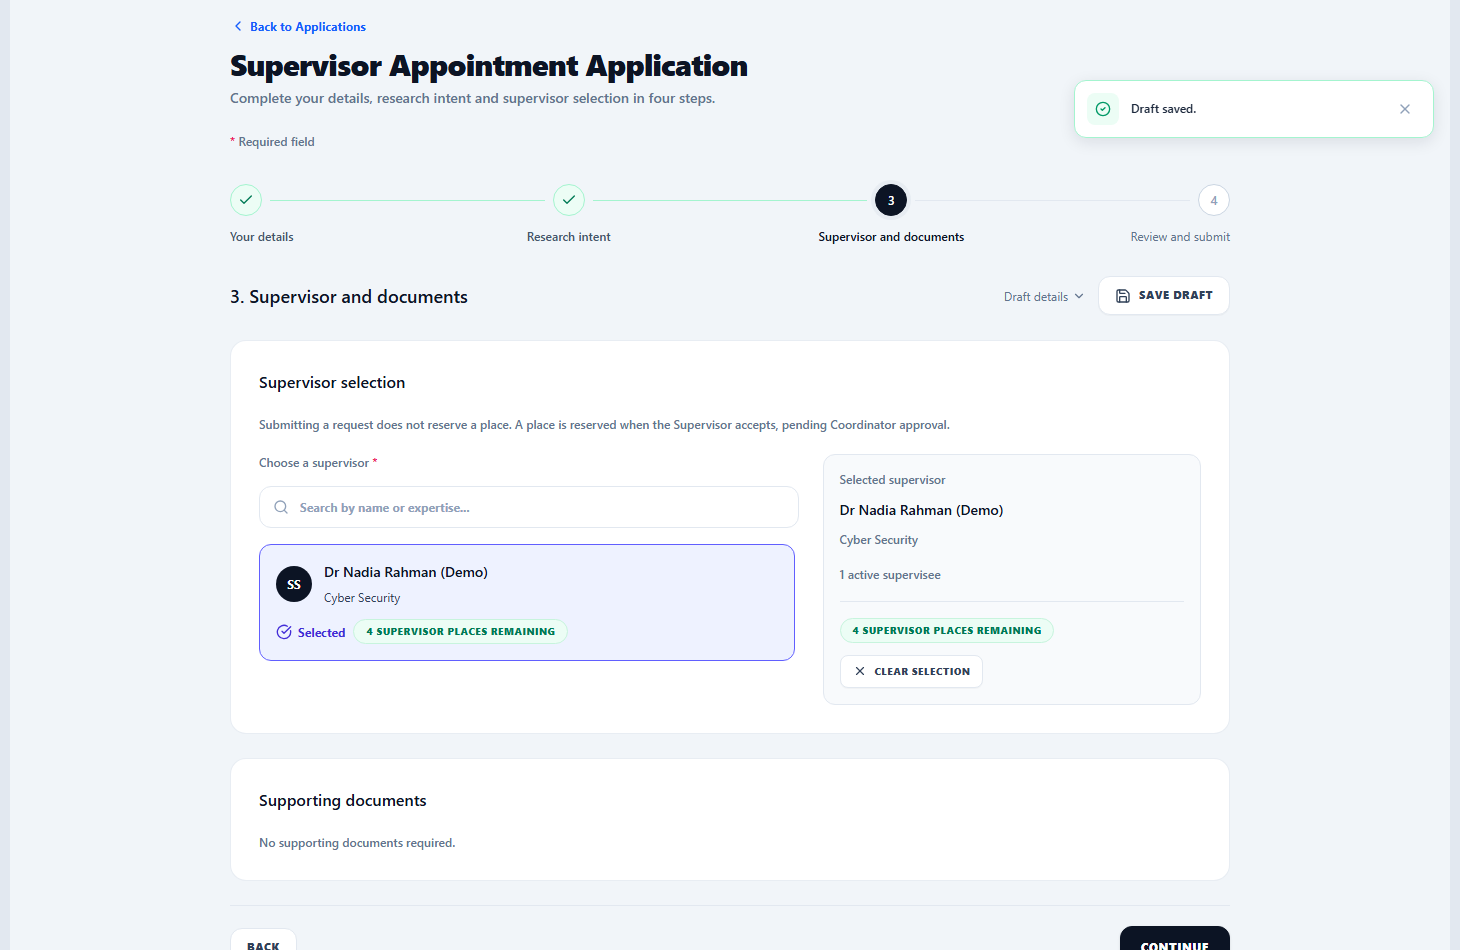 Back to Applications
Supervisor Appointment Application
Complete your details, research intent and supervisor selection in four steps.
Draft saved.
* Required field
3
4
Your details
Research intent
Supervisor and documents
Review and submit
3. Supervisor and documents
Draft details
SAVE DRAFT
Supervisor selection
Submitting a request does not reserve a place. A place is reserved when the Supervisor accepts, pending Coordinator approval.
Choose a supervisor *
Search by name or expertise...
SS
Dr Nadia Rahman (Demo)
Cyber Security
Selected
4 SUPERVISOR PLACES REMAINING
Selected supervisor
Dr Nadia Rahman (Demo)
Cyber Security
1 active supervisee
4 SUPERVISOR PLACES REMAINING
CLEAR SELECTION
Supporting documents
No supporting documents required.
BACK
CONTINUE